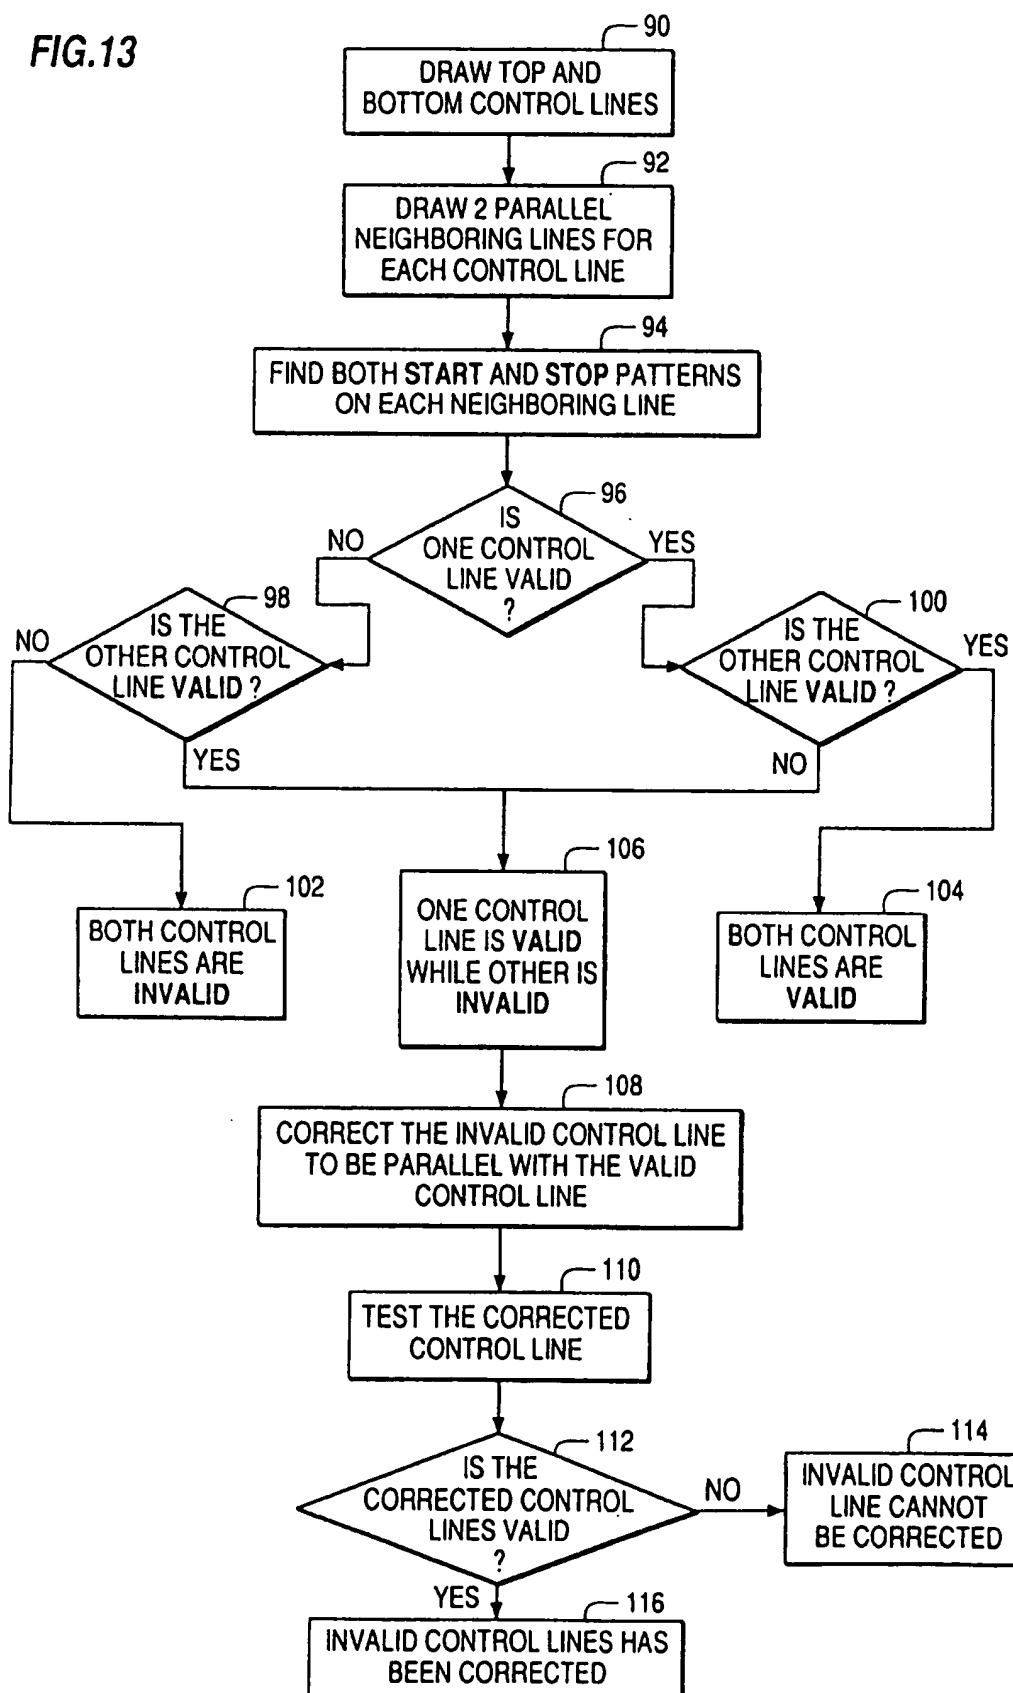 FIG.13
90
DRAW TOP AND
BOTTOM CONTROL LINES
92
DRAW 2 PARALLEL
NEIGHBORING LINES FOR
EACH CONTROL LINE
94
FIND BOTH START AND STOP PATTERNS
ON EACH NEIGHBORING LINE
96
IS
ONE CONTROL
LINE VALID
?
NO
YES
98
IS THE
OTHER CONTROL
LINE VALID ?
NO
YES
100
IS THE
OTHER CONTROL
LINE VALID ?
YES
NO
102
BOTH CONTROL
LINES ARE
INVALID
106
ONE CONTROL
LINE IS VALID
WHILE OTHER IS
INVALID
104
BOTH CONTROL
LINES ARE
VALID
108
CORRECT THE INVALID CONTROL LINE
TO BE PARALLEL WITH THE VALID
CONTROL LINE
110
TEST THE CORRECTED
CONTROL LINE
112
IS THE
CORRECTED CONTROL
LINES VALID
?
NO
YES
114
INVALID CONTROL
LINE CANNOT
BE CORRECTED
116
INVALID CONTROL LINES HAS
BEEN CORRECTED